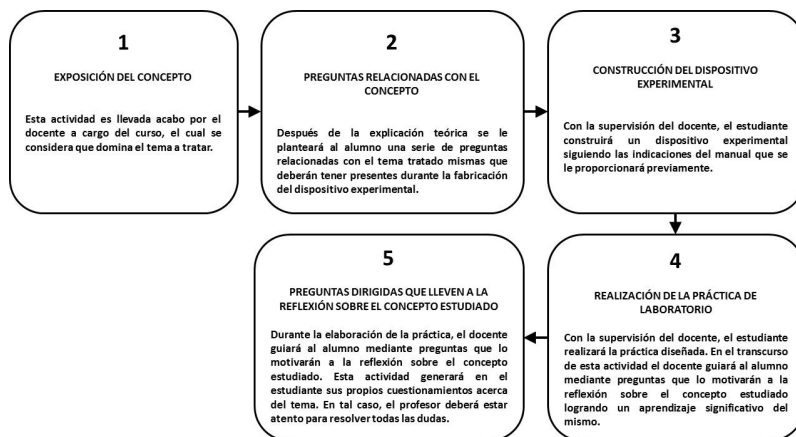 1
EXPOSICIÓN DEL CONCEPTO
Esta actividad es llevada acabo por el
docente a cargo del curso, el cual se
considera que domina el tema a tratar.
2
PREGUNTAS RELACIONADAS CON EL
CONCEPTO
Después de la explicación teórica se le
planteará al alumno una serie de preguntas
relacionadas con el tema tratado mismas que
deberán tener presentes durante la fabricación
del dispositivo experimental.
3
CONSTRUCCIÓN DEL DISPOSITIVO
EXPERIMENTAL
Con la supervisión del docente, el estudiante
construirá un dispositivo experimental
siguiendo las indicaciones del manual que se
le proporcionará previamente.
4
REALIZACIÓN DE LA PRÁCTICA DE
LABORATORIO
Con la supervisión del docente, el estudiante
realizará la práctica diseñada. En el transcurso
de esta actividad el docente guiará al alumno
mediante preguntas que lo motivarán a la
reflexión sobre el concepto estudiado
logrando un aprendizaje significativo del
mismo.
5
PREGUNTAS DIRIGIDAS QUE LLEVEN A LA
REFLEXIÓN SOBRE EL CONCEPTO ESTUDIADO
Durante la elaboración de la práctica, el docente
guiará al alumno mediante preguntas que lo
motivarán a la reflexión sobre el concepto
estudiado. Esta actividad generará en el
estudiante sus propios cuestionamientos acerca
del tema. En tal caso, el profesor deberá estar
atento para resolver todas las dudas.